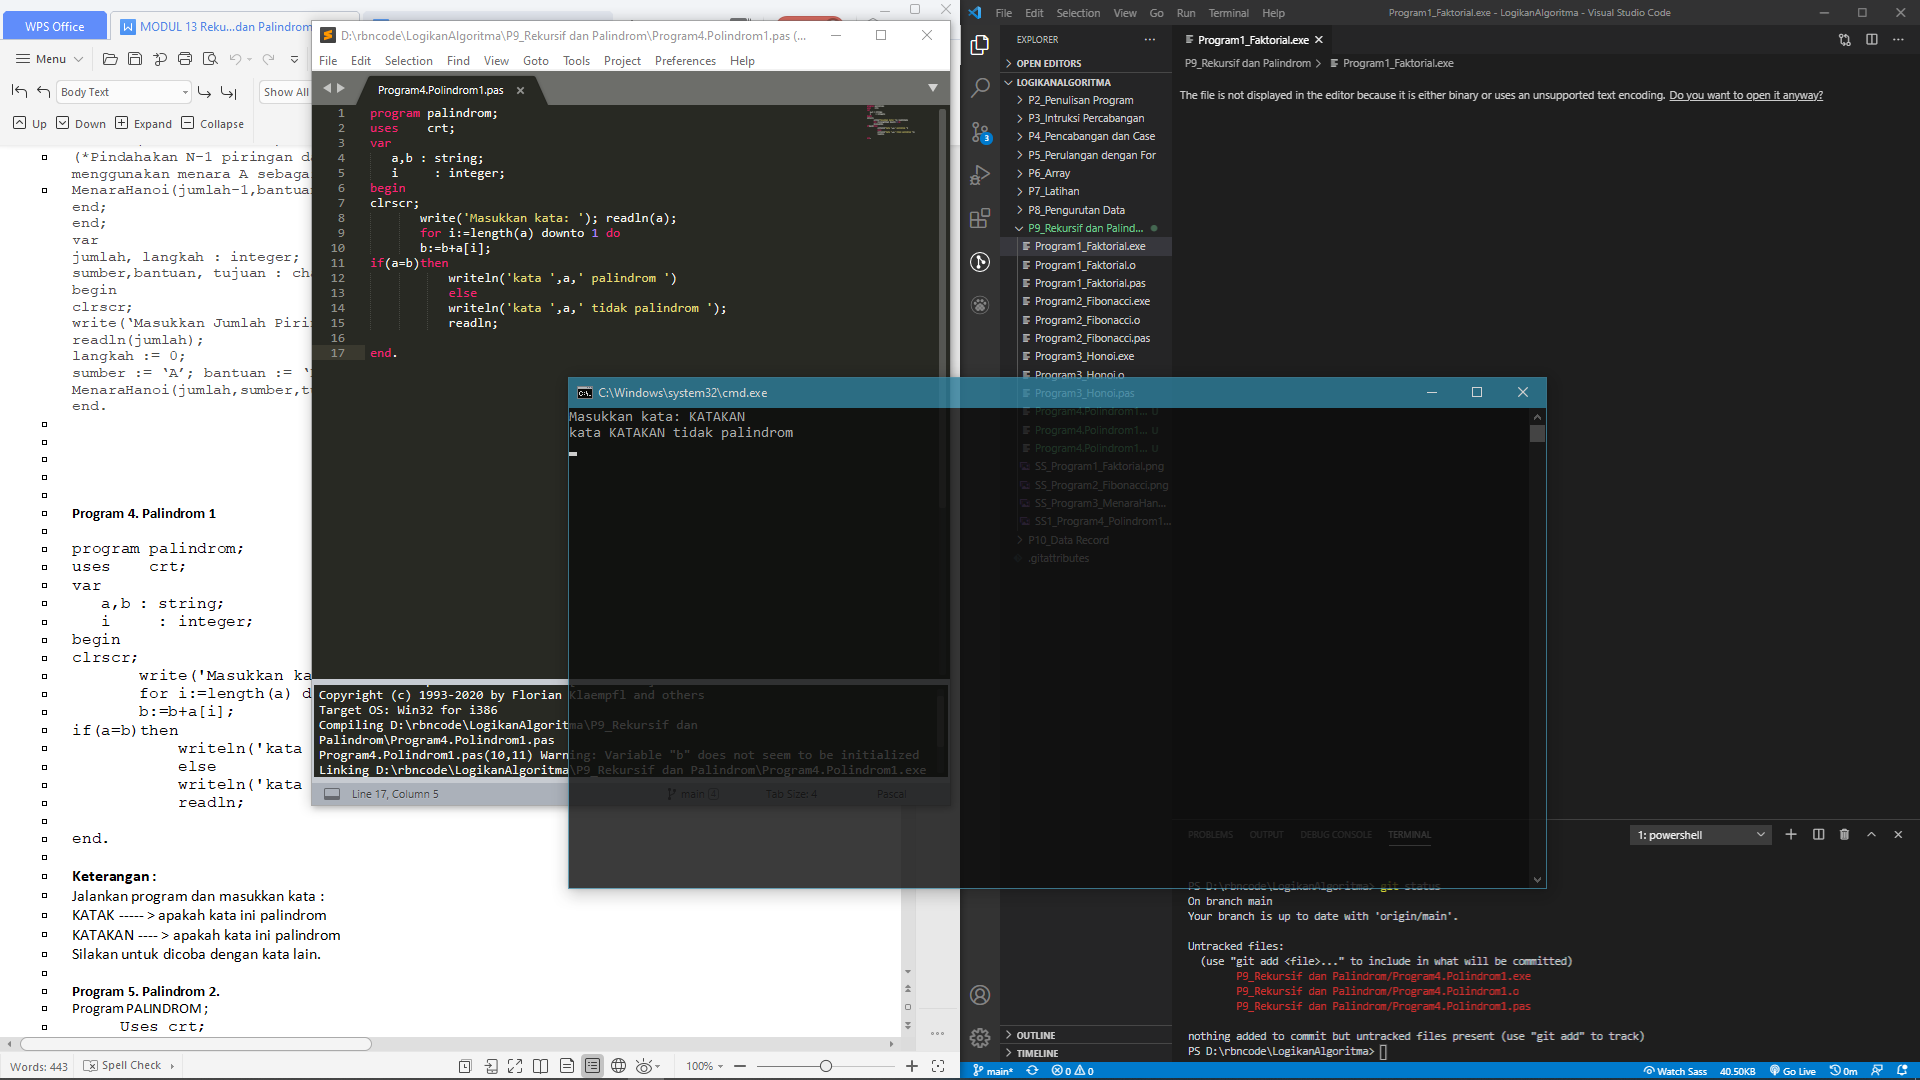 WPS Office
MODUL 13 Reku...dan Palindrom
Menu
Body Text
Show All
Up
Down
Expand
Collapse
(*Pindahakan N-1 piringan da
menggunakan menara A sebaga
MenaraHanoi(jumlah-1,bantuan
end;
end;
var
jumlah, langkah : integer;
sumber,bantuan, tujuan : cha
begin
clrscr;
write('Masukkan Jumlah Pirin
readln(jumlah);
langkah := 0;
sumber := 'A'; bantuan := '
MenaraHanoi(jumlah,sumber,tu
end.
Program 4. Palindrom 1
program palindrom;
uses    crt;
var
a,b : string;
i     : integer;
begin
clrscr;
write('Masukkan ka
for i:=length(a) d
b:=b+a[i];
if(a=b)then
writeln('kata
else
writeln('kata
readln;
end.
Keterangan :
Jalankan program dan masukkan kata :
KATAK ----- > apakah kata ini palindrom
KATAKAN ---- > apakah kata ini palindrom
Silakan untuk dicoba dengan kata lain.
Program 5. Palindrom 2.
Program PALINDROM;
Uses crt;
Words: 443
Spell Check
100%
D:\rbncode\LogikanAlgoritma\P9_Rekursif dan Palindrom\Program4.Polindrom1.pas (...
File Edit Selection Find View Goto Tools Project Preferences Help
Program4.Polindrom1.pas
1 program palindrom;
2 uses    crt;
3 var
4 a,b : string;
5 i     : integer;
6 begin
7 clrscr;
8 write('Masukkan kata: '); readln(a);
9 for i:=length(a) downto 1 do
10 b:=b+a[i];
11 if(a=b)then
12 writeln('kata ',a,' palindrom ')
13 else
14 writeln('kata ',a,' tidak palindrom ');
15 readln;
16
17 end.
Copyright (c) 1993-2020 by Florian Klaempfl and others
Target OS: Win32 for i386
Compiling D:\rbncode\LogikanAlgoritma\P9_Rekursif dan
Palindrom\Program4.Polindrom1.pas
Program4.Polindrom1.pas(10,11) Warning: Variable "b" does not seem to be initialized
Linking D:\rbncode\LogikanAlgoritma\P9_Rekursif dan Palindrom\Program4.Polindrom1.exe
Line 17, Column 5
main 4
Tab Size: 4
Pascal
C:\Windows\system32\cmd.exe
Masukkan kata: KATAKAN
kata KATAKAN tidak palindrom
File Edit Selection View Go Run Terminal Help
Program1_Faktorial.exe - LogikanAlgoritma - Visual Studio Code
3
EXPLORER
OPEN EDITORS
LOGIKANALGORITMA
P2_Penulisan Program
P3_Intruksi Percabangan
P4_Pencabangan dan Case
P5_Perulangan dengan For
P6_Array
P7_Latihan
P8_Pengurutan Data
P9_Rekursif dan Palind...
Program1_Faktorial.exe
Program1_Faktorial.o
Program1_Faktorial.pas
Program2_Fibonacci.exe
Program2_Fibonacci.o
Program2_Fibonacci.pas
Program3_Honoi.exe
Program3_Honoi.o
Program3_Honoi.pas
Program4.Polindrom1... U
Program4.Polindrom1... U
Program4.Polindrom1... U
SS_Program1_Faktorial.png
SS_Program2_Fibonacci.png
SS_Program3_MenaraHan...
SS1_Program4_Polindrom1...
P10_Data Record
.gitattributes
OUTLINE
TIMELINE
Program1_Faktorial.exe
P9_Rekursif dan Palindrom > Program1_Faktorial.exe
The file is not displayed in the editor because it is either binary or uses an unsupported text encoding. Do you want to open it anyway?
PROBLEMS OUTPUT DEBUG CONSOLE TERMINAL
1: powershell
PS D:\rbncode\LogikanAlgoritma> git status
On branch main
Your branch is up to date with 'origin/main'.
Untracked files:
(use "git add <file>..." to include in what will be committed)
P9_Rekursif dan Palindrom/Program4.Polindrom1.exe
P9_Rekursif dan Palindrom/Program4.Polindrom1.o
P9_Rekursif dan Palindrom/Program4.Polindrom1.pas
nothing added to commit but untracked files present (use "git add" to track)
PS D:\rbncode\LogikanAlgoritma>
main*
0
0
Watch Sass
40.50KB
Go Live
0m